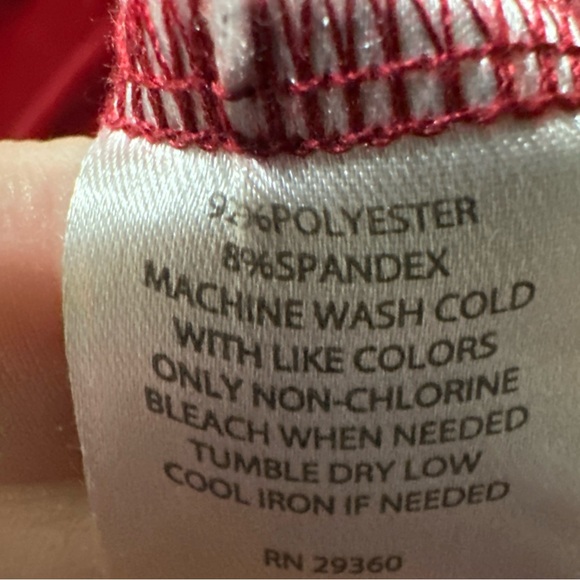 92%POLYESTER
8%SPANDEX
MACHINE WASH COLD
WITH LIKE COLORS
ONLY NON-CHLORINE
BLEACH WHEN NEEDED
TUMBLE DRY LOW
COOL IRON IF NEEDED
RN 29360